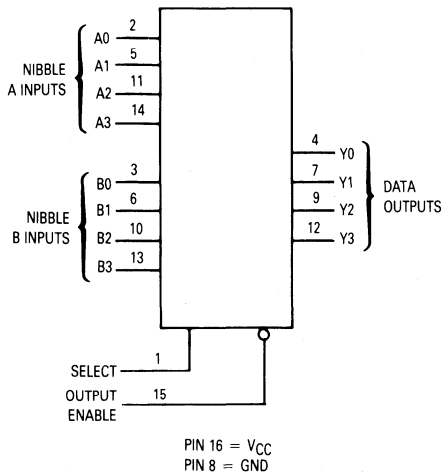 NIBBLE
A INPUTS
A0 2
A1 5
A2 11
A3 14
NIBBLE
B INPUTS
B0 3
B1 6
B2 10
B3 13
4 Y0
7 Y1
9 Y2
12 Y3
DATA
OUTPUTS
SELECT 1
OUTPUT
ENABLE 15
PIN 16 = VCC
PIN 8 = GND